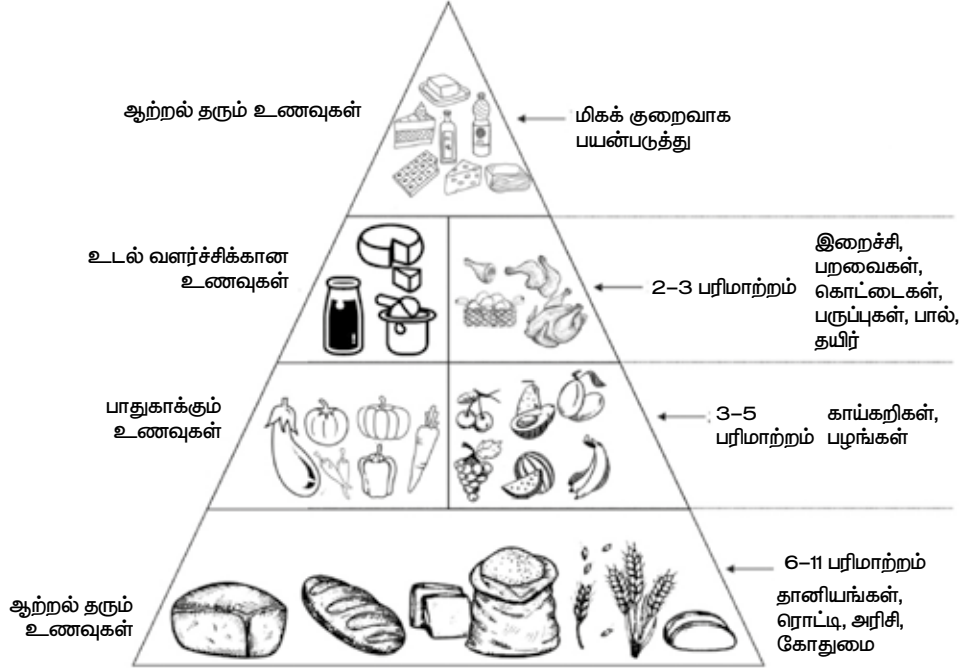 ஆற்றல் தரும் உணவுகள்
மிகக் குறைவாக
பயன்படுத்து
உடல் வளர்ச்சிக்கான
உணவுகள்
2–3 பரிமாற்றம்
இறைச்சி,
பறவைகள்,
கொட்டைகள்,
பருப்புகள், பால்,
தயிர்
பாதுகாக்கும்
உணவுகள்
3–5
பரிமாற்றம்
காய்கறிகள்,
பழங்கள்
ஆற்றல் தரும்
உணவுகள்
6–11 பரிமாற்றம்
தானியங்கள்,
ரொட்டி, அரிசி,
கோதுமை